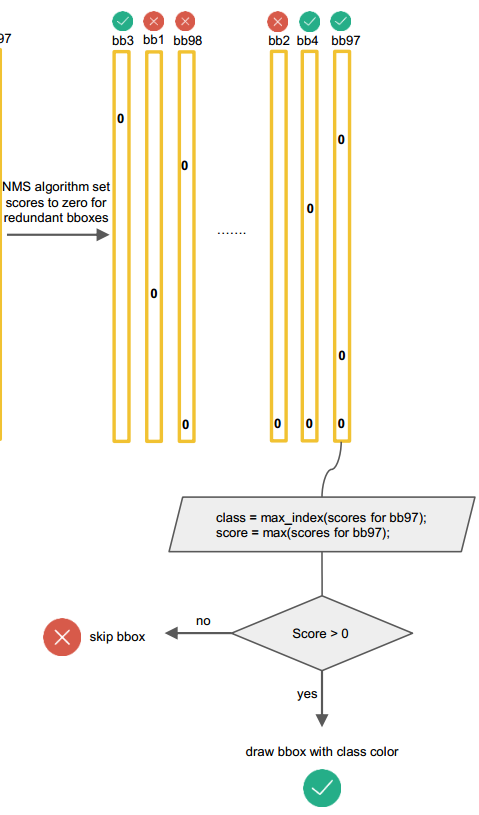 97
bb3 bb1 bb98 bb2 bb4 bb97
0
0
0
NMS algorithm set
scores to zero for
redundant bboxes
0
.......
0
0
0 0 0 0
class = max_index(scores for bb97);
score = max(scores for bb97);
no
Score > 0
skip bbox
yes
draw bbox with class color